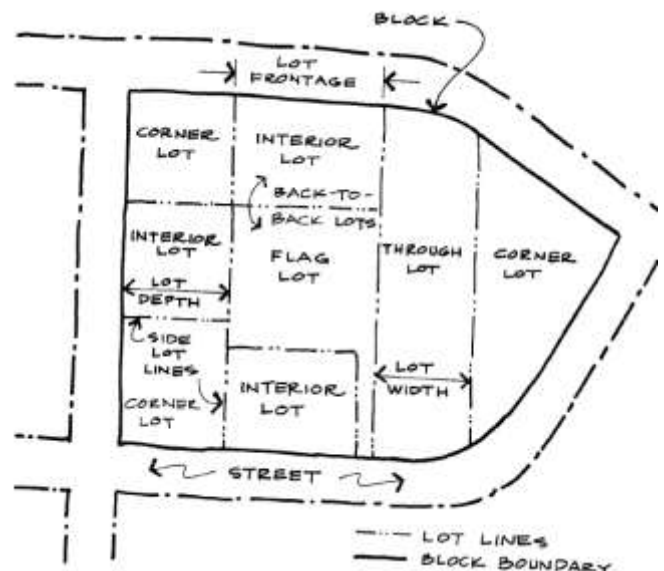 BLOCK
LOT
FRONTAGE
CORNER
LOT
INTERIOR
LOT
BACK-TO-
BACK LOTS
INTERIOR
LOT
FLAG
LOT
THROUGH
LOT
CORNER
LOT
LOT
DEPTH
SIDE
LOT
LINES
CORNER
LOT
INTERIOR
LOT
LOT
WIDTH
STREET
LOT LINES
BLOCK BOUNDARY